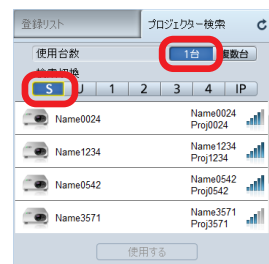 登録リスト プロジェクター検索
使用台数 1台 複数台
検索切換
S U 1 2 3 4 IP
Name0024 Name0024
Proj0024
Name1234 Name1234
Proj1234
Name0542 Name0542
Proj0542
Name3571 Name3571
Proj3571
使用する